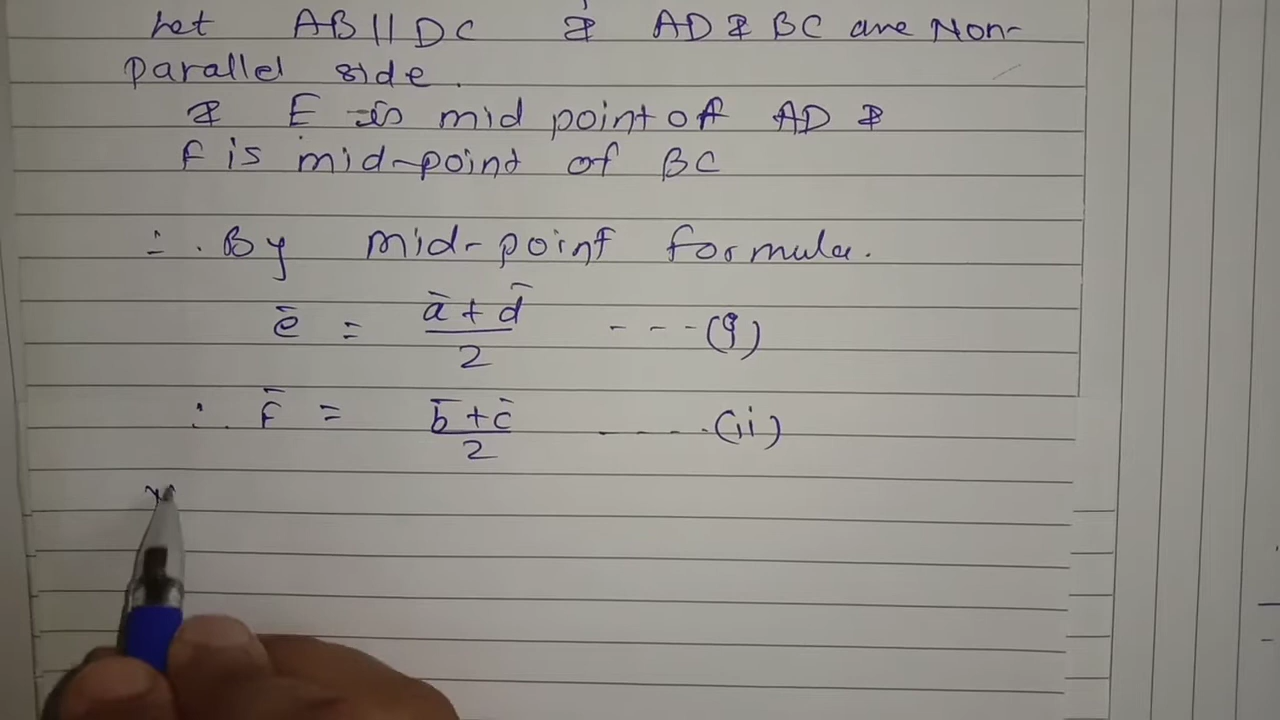 Let AB || DC & AD & BC are Non-
parallel side.
& E is mid point of AD &
F is mid-point of BC
∴ By mid-point formula.
ē = (ā + d̄)/2 ----(i)
∴ f̄ = (b̄ + c̄)/2 -----(ii)